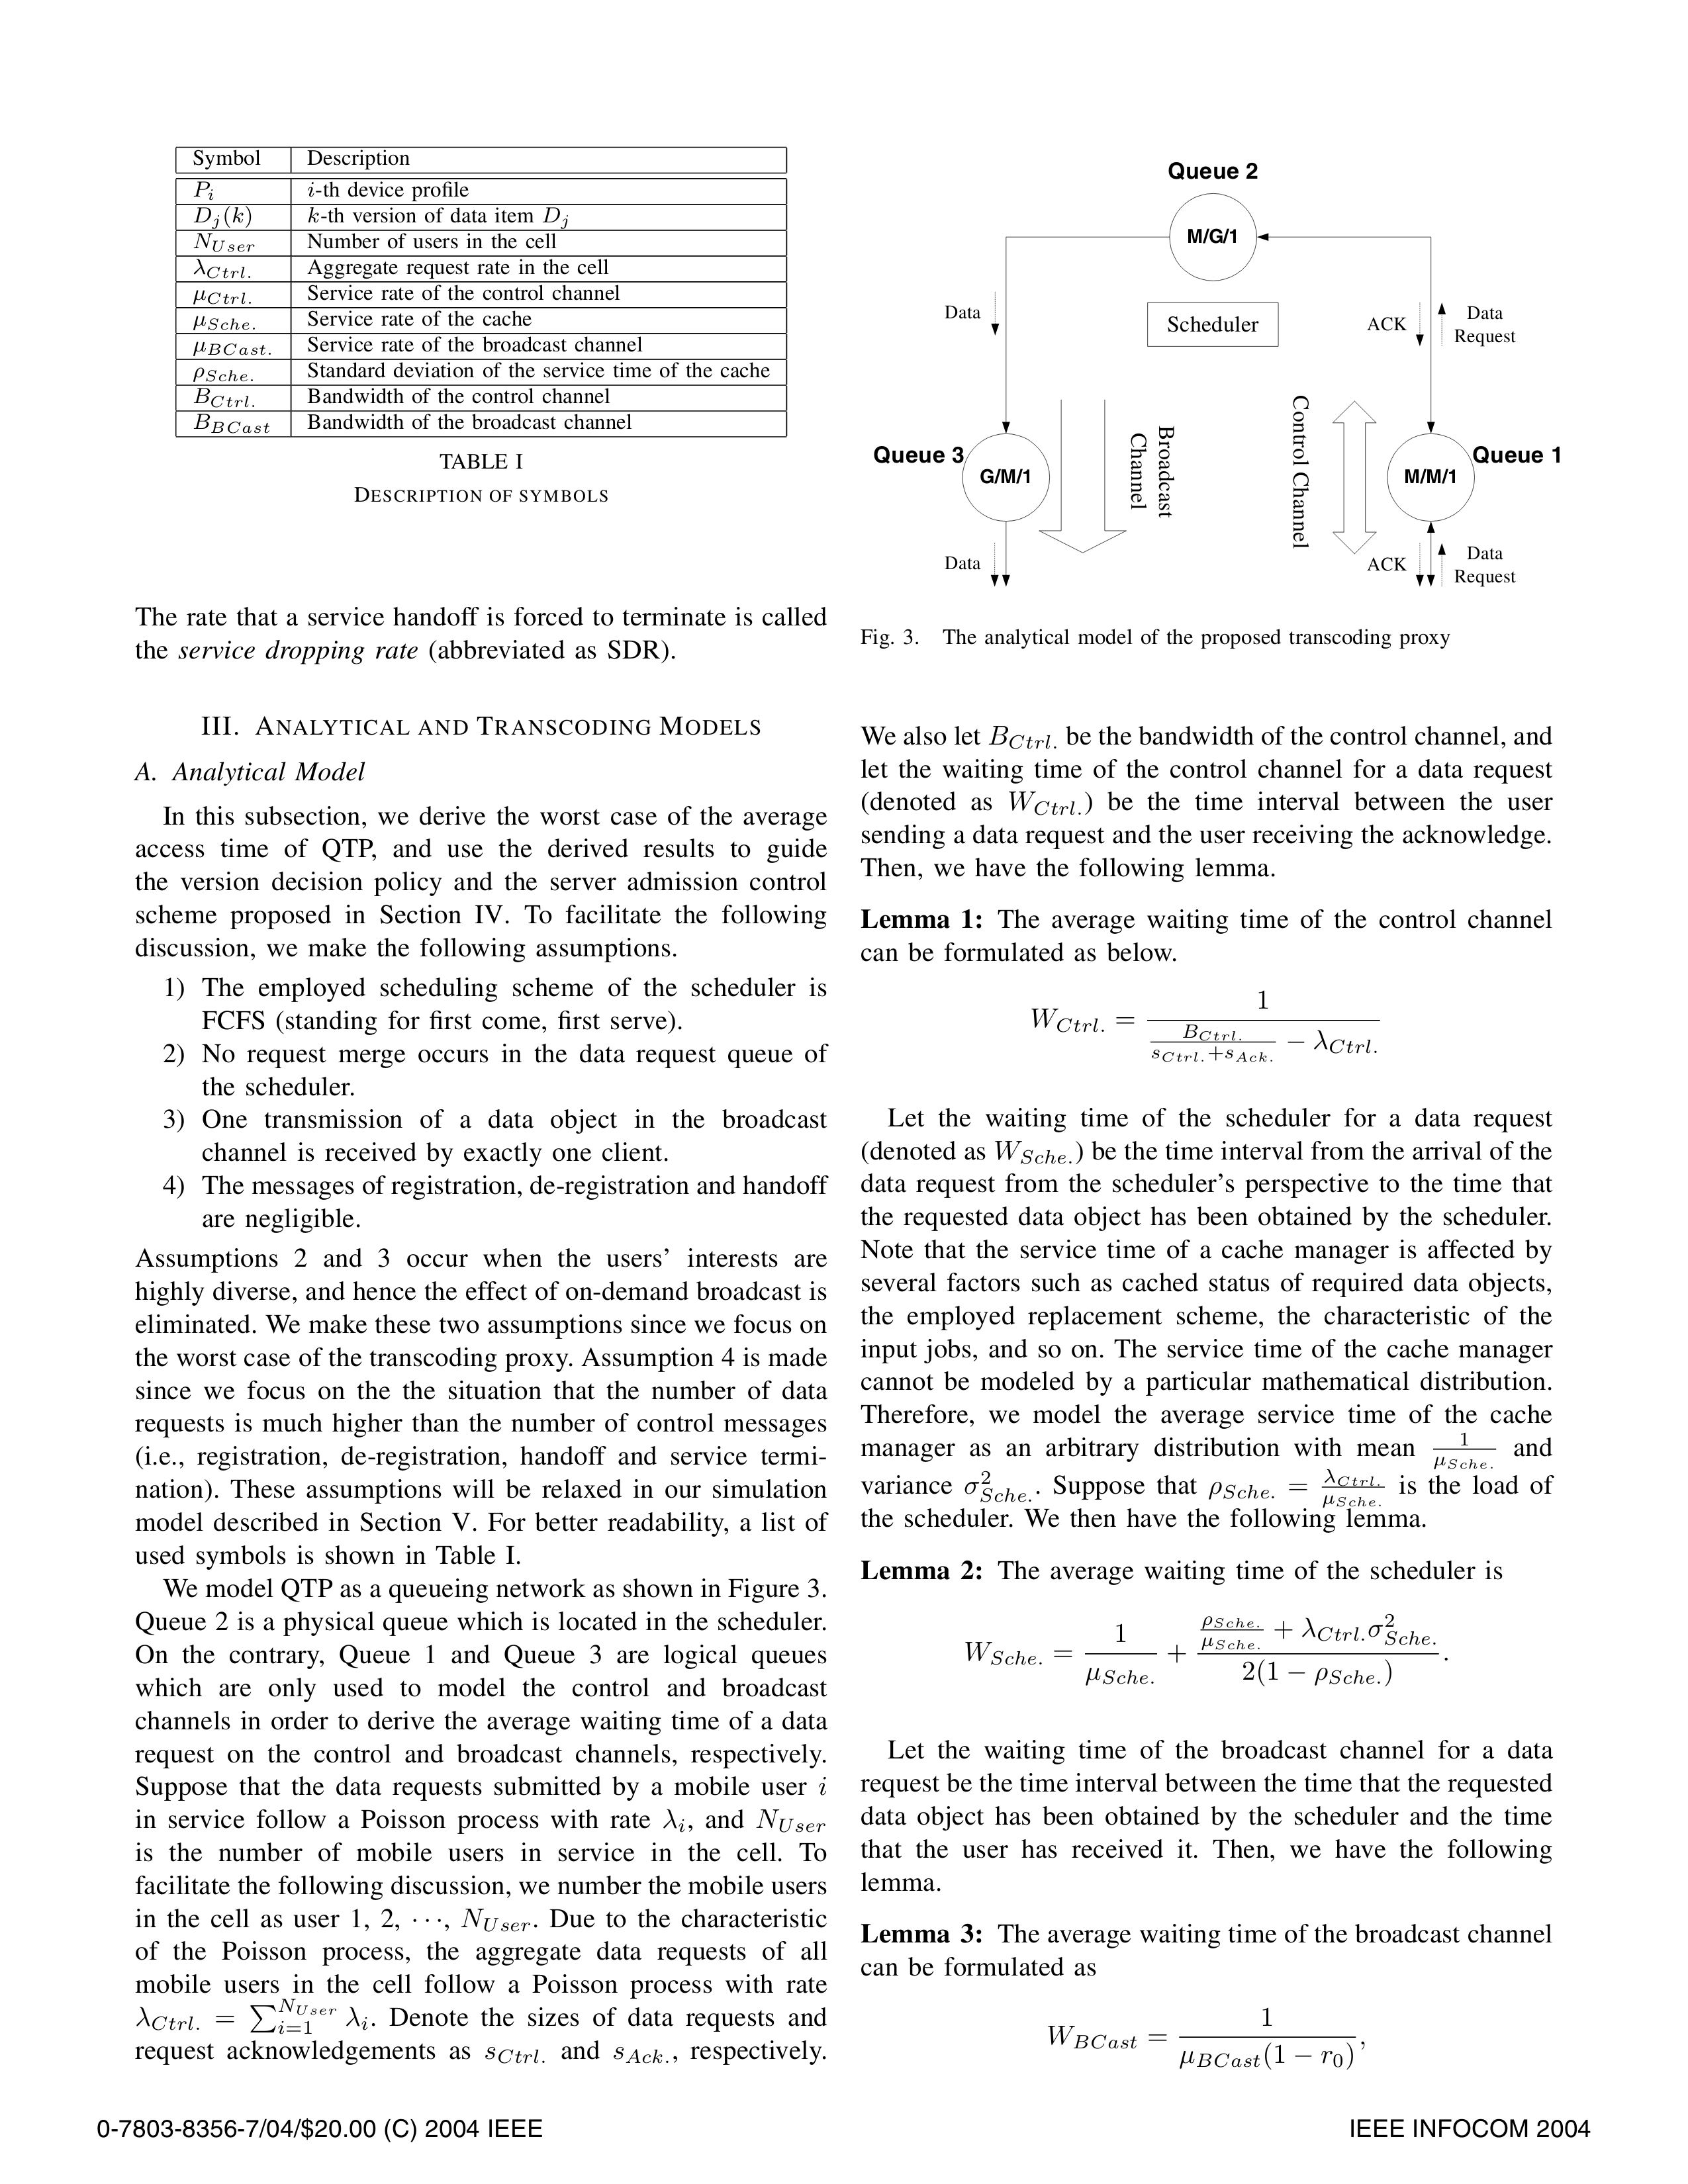 Symbol Description
P_i i-th device profile
D_j(k) k-th version of data item D_j
N_{User} Number of users in the cell
λ_{Ctrl.} Aggregate request rate in the cell
μ_{Ctrl.} Service rate of the control channel
μ_{Sche.} Service rate of the cache
μ_{BCast.} Service rate of the broadcast channel
ρ_{Sche.} Standard deviation of the service time of the cache
B_{Ctrl.} Bandwidth of the control channel
B_{BCast} Bandwidth of the broadcast channel
TABLE I
DESCRIPTION OF SYMBOLS
The rate that a service handoff is forced to terminate is called
the service dropping rate (abbreviated as SDR).
III. ANALYTICAL AND TRANSCODING MODELS
A. Analytical Model
In this subsection, we derive the worst case of the average
access time of QTP, and use the derived results to guide
the version decision policy and the server admission control
scheme proposed in Section IV. To facilitate the following
discussion, we make the following assumptions.
1) The employed scheduling scheme of the scheduler is
FCFS (standing for first come, first serve).
2) No request merge occurs in the data request queue of
the scheduler.
3) One transmission of a data object in the broadcast
channel is received by exactly one client.
4) The messages of registration, de-registration and handoff
are negligible.
Assumptions 2 and 3 occur when the users' interests are
highly diverse, and hence the effect of on-demand broadcast is
eliminated. We make these two assumptions since we focus on
the worst case of the transcoding proxy. Assumption 4 is made
since we focus on the the situation that the number of data
requests is much higher than the number of control messages
(i.e., registration, de-registration, handoff and service termi-
nation). These assumptions will be relaxed in our simulation
model described in Section V. For better readability, a list of
used symbols is shown in Table I.
We model QTP as a queueing network as shown in Figure 3.
Queue 2 is a physical queue which is located in the scheduler.
On the contrary, Queue 1 and Queue 3 are logical queues
which are only used to model the control and broadcast
channels in order to derive the average waiting time of a data
request on the control and broadcast channels, respectively.
Suppose that the data requests submitted by a mobile user i
in service follow a Poisson process with rate λ_i, and N_{User}
is the number of mobile users in service in the cell. To
facilitate the following discussion, we number the mobile users
in the cell as user 1, 2, ···, N_{User}. Due to the characteristic
of the Poisson process, the aggregate data requests of all
mobile users in the cell follow a Poisson process with rate
λ_{Ctrl.} = ∑_{i=1}^{N_{User}} λ_i. Denote the sizes of data requests and
request acknowledgements as s_{Ctrl.} and s_{Ack.}, respectively.
Queue 2
M/G/1
Data
Scheduler
ACK
Data
Request
Queue 3
G/M/1
Broadcast
Channel
Control Channel
Queue 1
M/M/1
Data
ACK
Data
Request
Fig. 3. The analytical model of the proposed transcoding proxy
We also let B_{Ctrl.} be the bandwidth of the control channel, and
let the waiting time of the control channel for a data request
(denoted as W_{Ctrl.}) be the time interval between the user
sending a data request and the user receiving the acknowledge.
Then, we have the following lemma.
Lemma 1: The average waiting time of the control channel
can be formulated as below.
W_{Ctrl.} = \frac{1}{\frac{B_{Ctrl.}}{s_{Ctrl.}+s_{Ack.}} − λ_{Ctrl.}}
Let the waiting time of the scheduler for a data request
(denoted as W_{Sche.}) be the time interval from the arrival of the
data request from the scheduler's perspective to the time that
the requested data object has been obtained by the scheduler.
Note that the service time of a cache manager is affected by
several factors such as cached status of required data objects,
the employed replacement scheme, the characteristic of the
input jobs, and so on. The service time of the cache manager
cannot be modeled by a particular mathematical distribution.
Therefore, we model the average service time of the cache
manager as an arbitrary distribution with mean \frac{1}{μ_{Sche.}} and
variance σ²_{Sche.}. Suppose that ρ_{Sche.} = \frac{λ_{Ctrl.}}{μ_{Sche.}} is the load of
the scheduler. We then have the following lemma.
Lemma 2: The average waiting time of the scheduler is
W_{Sche.} = \frac{1}{μ_{Sche.}} + \frac{\frac{ρ_{Sche.}}{μ_{Sche.}} + λ_{Ctrl.}σ²_{Sche.}}{2(1 − ρ_{Sche.})}.
Let the waiting time of the broadcast channel for a data
request be the time interval between the time that the requested
data object has been obtained by the scheduler and the time
that the user has received it. Then, we have the following
lemma.
Lemma 3: The average waiting time of the broadcast channel
can be formulated as
W_{BCast} = \frac{1}{μ_{BCast}(1 − r_0)},
0-7803-8356-7/04/$20.00 (C) 2004 IEEE
IEEE INFOCOM 2004